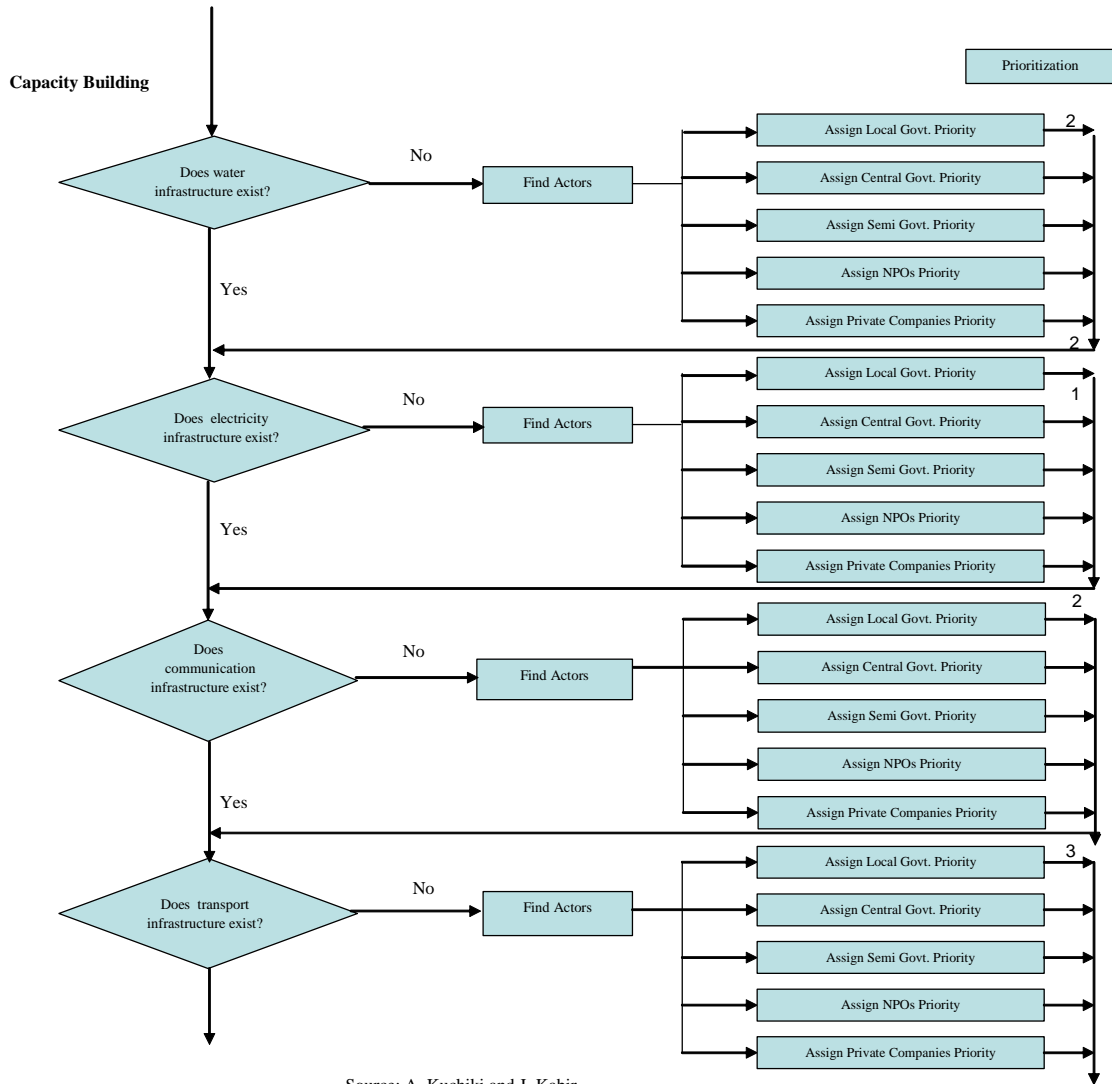 Capacity Building
Prioritization
Does water
infrastructure exist?
No
Find Actors
Assign Local Govt. Priority
2
Assign Central Govt. Priority
Assign Semi Govt. Priority
Assign NPOs Priority
Assign Private Companies Priority
Yes
2
Does electricity
infrastructure exist?
No
Find Actors
Assign Local Govt. Priority
1
Assign Central Govt. Priority
Assign Semi Govt. Priority
Assign NPOs Priority
Assign Private Companies Priority
Yes
Does
communication
infrastructure exist?
No
Find Actors
Assign Local Govt. Priority
2
Assign Central Govt. Priority
Assign Semi Govt. Priority
Assign NPOs Priority
Assign Private Companies Priority
Yes
Does transport
infrastructure exist?
No
Find Actors
Assign Local Govt. Priority
3
Assign Central Govt. Priority
Assign Semi Govt. Priority
Assign NPOs Priority
Assign Private Companies Priority
Source: A. Kuchiki and J. Kabir